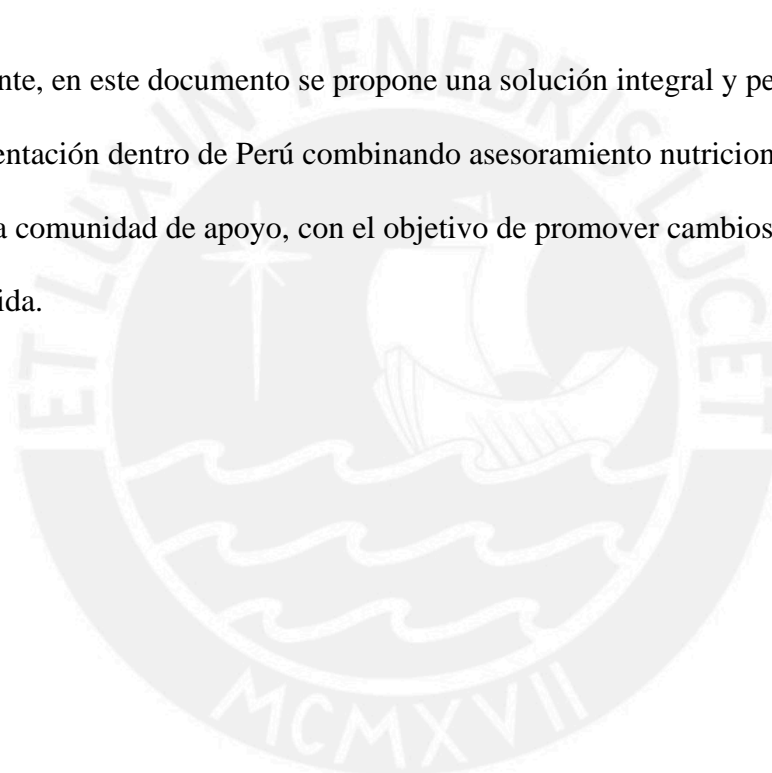 nte, en este documento se propone una solución integral y pe
entación dentro de Perú combinando asesoramiento nutricion
a comunidad de apoyo, con el objetivo de promover cambios
ida.
ET LUX IN TENEBRIS LUCET
MCMXVII